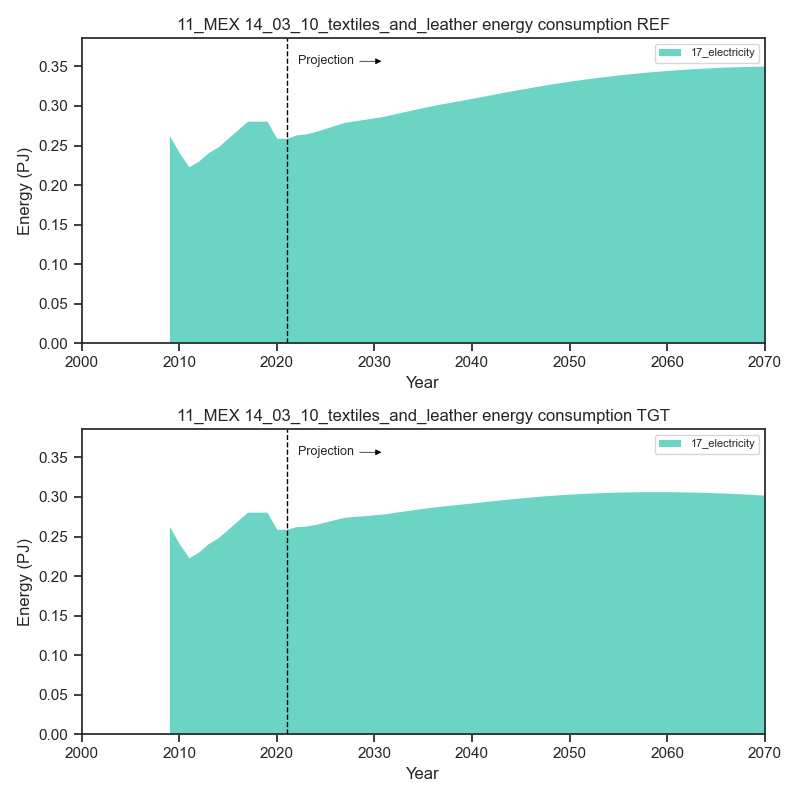 11_MEX 14_03_10_textiles_and_leather energy consumption REF
17_electricity
Projection
0.35
0.30
0.25
0.20
0.15
0.10
0.05
0.00
Energy (PJ)
2000 2010 2020 2030 2040 2050 2060 2070
Year
11_MEX 14_03_10_textiles_and_leather energy consumption TGT
17_electricity
Projection
0.35
0.30
0.25
0.20
0.15
0.10
0.05
0.00
Energy (PJ)
2000 2010 2020 2030 2040 2050 2060 2070
Year